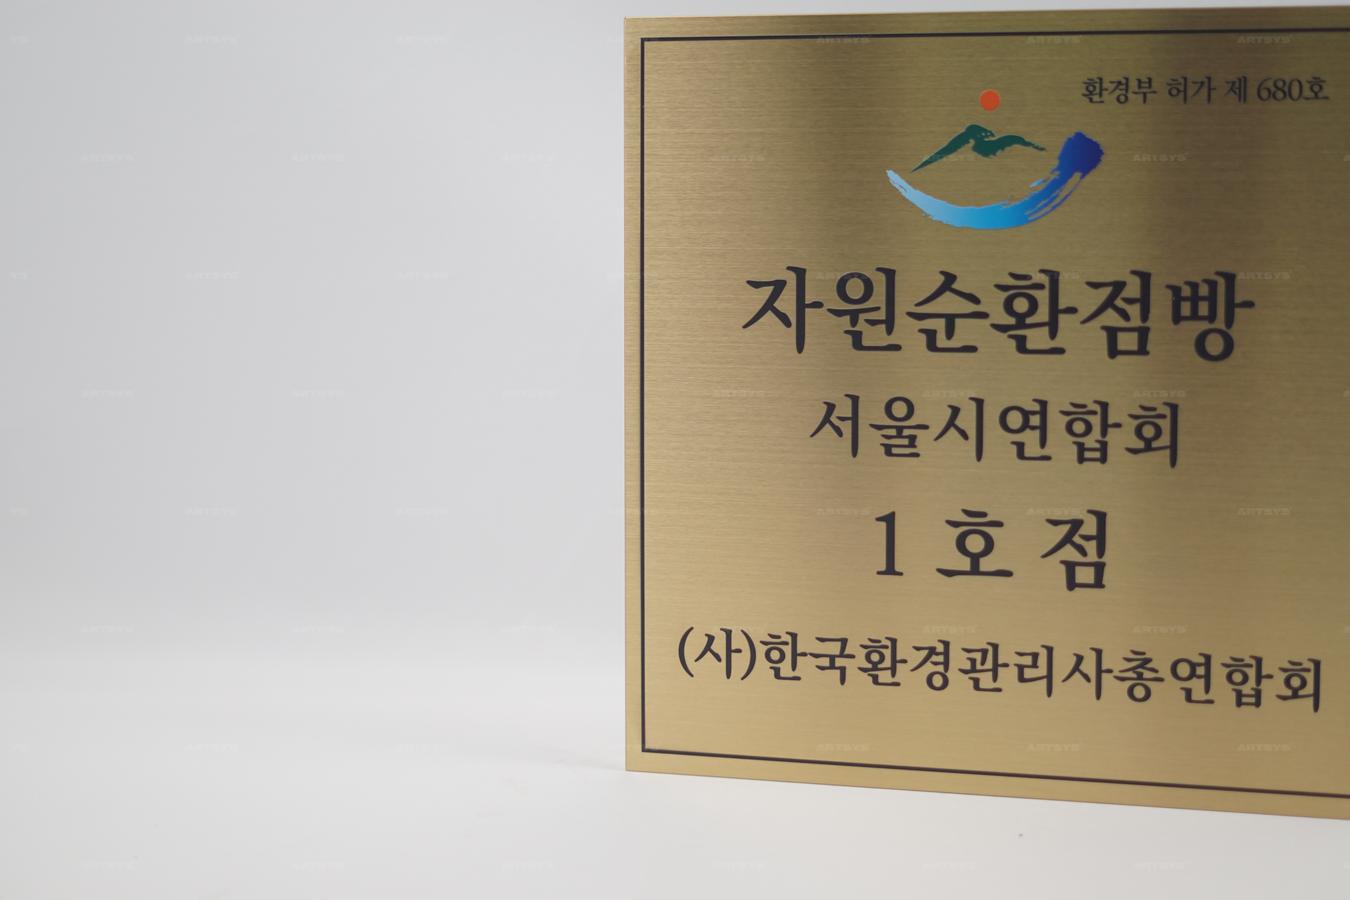 환경부 허가 제 680호
자원순환점빵
서울시연합회
1호점
(사)한국환경관리사총연합회
ARTSYS